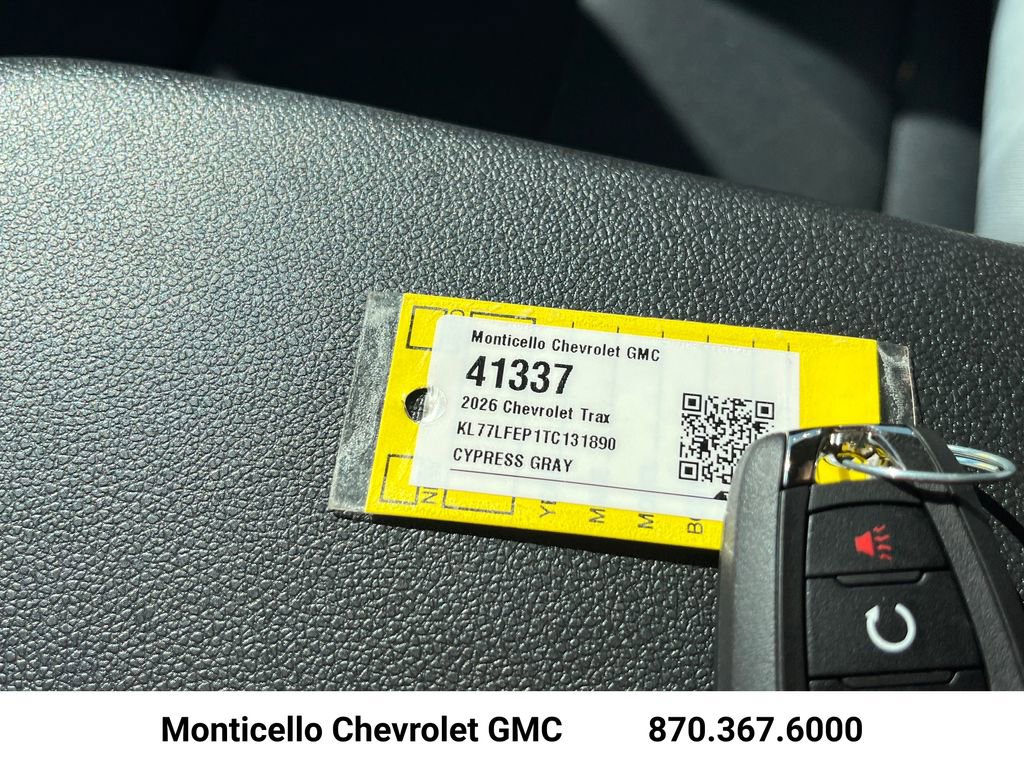 Monticello Chevrolet GMC
41337
2026 Chevrolet Trax
KL77LFEP1TC131890
CYPRESS GRAY
Monticello Chevrolet GMC 870.367.6000